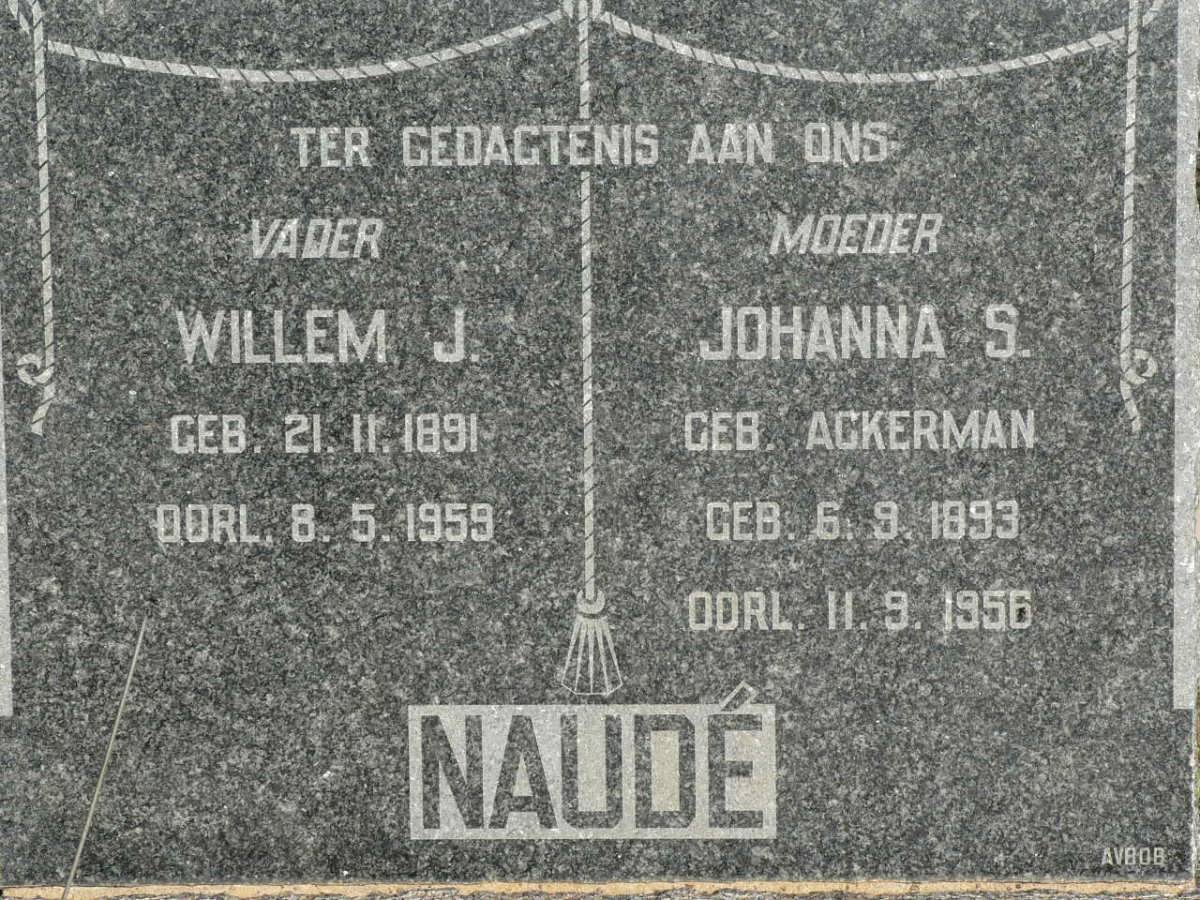 TER GEDAGTENIS AAN ONS
VADER
WILLEM J.
GEB. 21. 11. 1891
OORL. 8. 5. 1959
MOEDER
JOHANNA S.
GEB. ACKERMAN
GEB. 6. 9. 1893
OORL. 11. 9. 1956
NAUDÉ
AVBOB